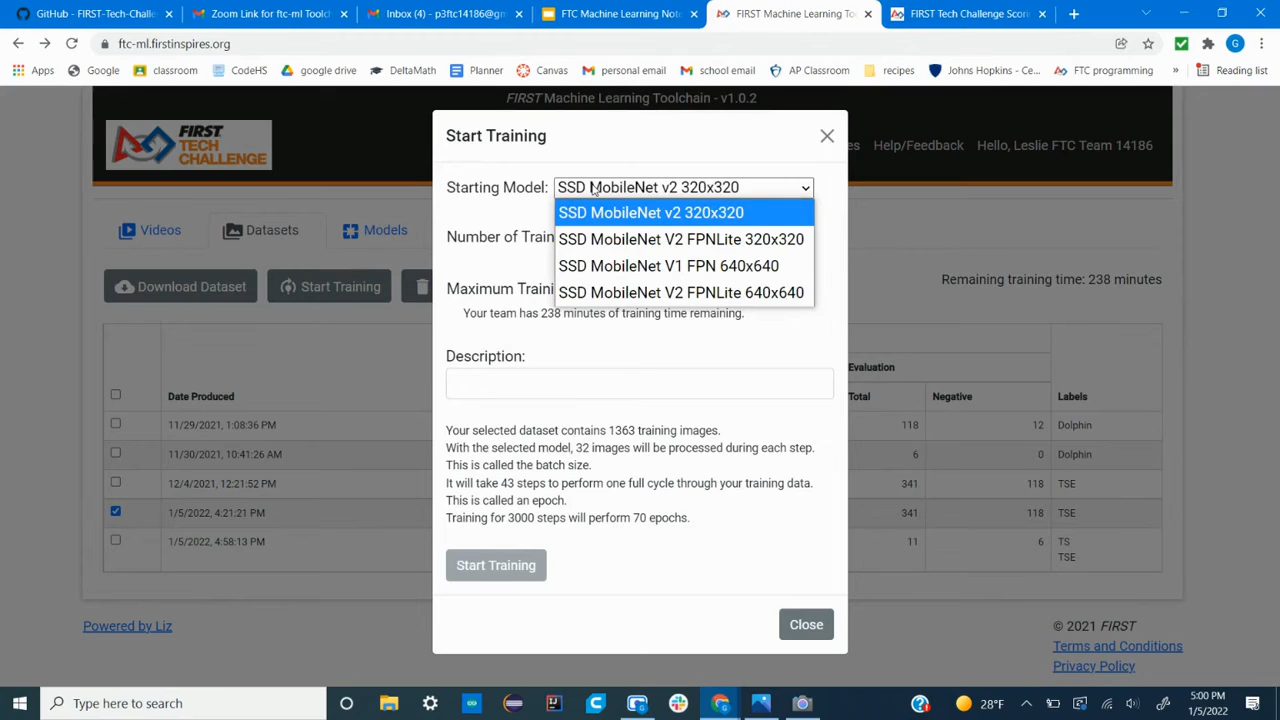 GitHub - FIRST-Tech-Chall
Zoom Link for ftc-ml Toolch
Inbox (4) - p3ftc14186@gm
FTC Machine Learning Note
FIRST Machine Learning To
FIRST Tech Challenge Scori
ftc-ml.firstinspires.org
Apps
Google
classroom
CodeHS
google drive
DeltaMath
Planner
Canvas
personal email
school email
AP Classroom
recipes
Johns Hopkins - Ce...
FTC programming
»
Reading list
FIRST Machine Learning Toolchain - v1.0.2
FIRST
TECH
CHALLENGE
es
Help/Feedback
Hello, Leslie FTC Team 14186
Videos
Datasets
Models
Download Dataset
Start Training
Remaining training time: 238 minutes
Start Training
Starting Model:
SSD MobileNet v2 320x320
SSD MobileNet v2 320x320
SSD MobileNet V2 FPNLite 320x320
SSD MobileNet V1 FPN 640x640
SSD MobileNet V2 FPNLite 640x640
Number of Train
Maximum Traini
Your team has 238 minutes of training time remaining.
Description:
Your selected dataset contains 1363 training images.
With the selected model, 32 images will be processed during each step.
This is called the batch size.
It will take 43 steps to perform one full cycle through your training data.
This is called an epoch.
Training for 3000 steps will perform 70 epochs.
Start Training
Close
Evaluation
Date Produced
Total
Negative
Labels
11/29/2021, 1:08:36 PM
118
12
Dolphin
11/30/2021, 10:41:26 AM
6
0
Dolphin
12/4/2021, 12:21:52 PM
341
118
TSE
1/5/2022, 4:21:21 PM
341
118
TSE
1/5/2022, 4:58:13 PM
11
6
TS
TSE
Powered by Liz
© 2021 FIRST
Terms and Conditions
Privacy Policy
Type here to search
28°F
5:00 PM
1/5/2022